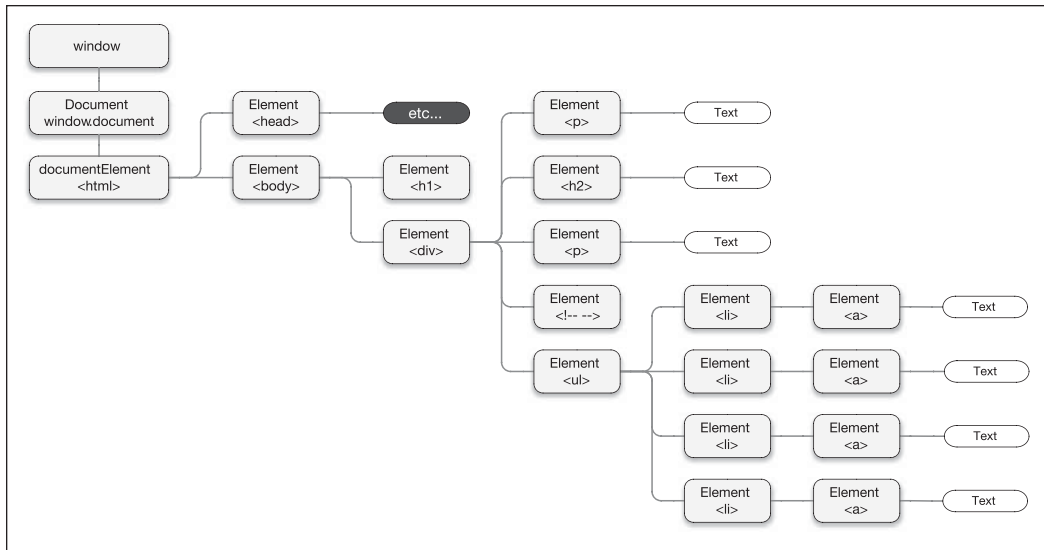 window
Document
window.document
documentElement
<html>
Element
<head>
etc...
Element
<body>
Element
<h1>
Element
<div>
Element
<p>
Text
Element
<h2>
Text
Element
<p>
Text
Element
<!-- -->
Element
<ul>
Element
<li>
Element
<a>
Text
Element
<li>
Element
<a>
Text
Element
<li>
Element
<a>
Text
Element
<li>
Element
<a>
Text